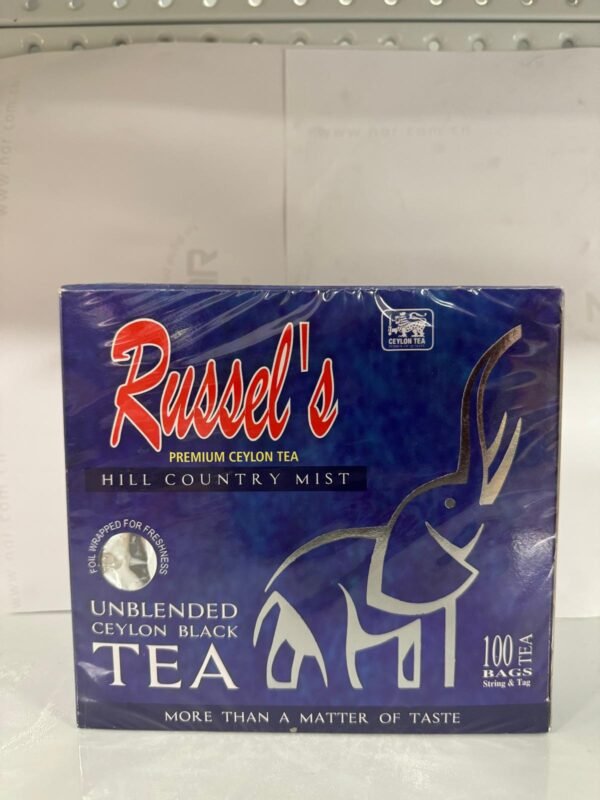 Russel's
PREMIUM CEYLON TEA
HILL COUNTRY MIST
CEYLON TEA
FOIL WRAPPED FOR FRESHNESS
UNBLENDED
CEYLON BLACK
TEA
100 TEA
BAGS
String & Tag
MORE THAN A MATTER OF TASTE